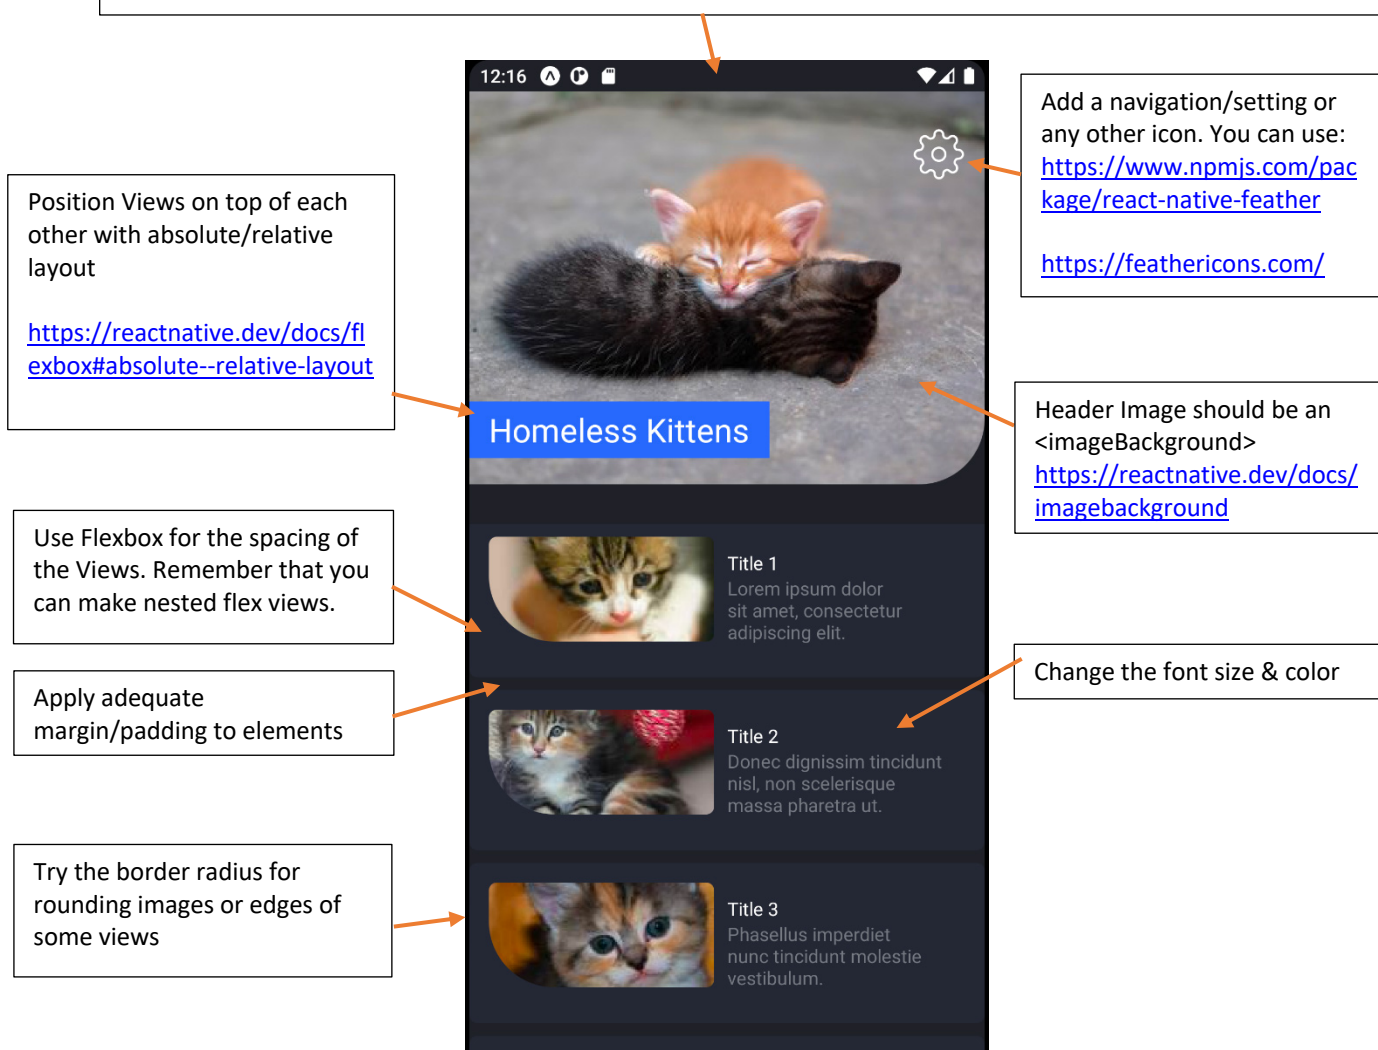 12:16
Add a navigation/setting or
any other icon. You can use:
https://www.npmjs.com/pac
kage/react-native-feather
https://feathericons.com/
Position Views on top of each
other with absolute/relative
layout
https://reactnative.dev/docs/fl
exbox#absolute--relative-layout
Homeless Kittens
Header Image should be an
<imageBackground>
https://reactnative.dev/docs/
imagebackground
Use Flexbox for the spacing of
the Views. Remember that you
can make nested flex views.
Title 1
Lorem ipsum dolor
sit amet, consectetur
adipiscing elit.
Change the font size & color
Apply adequate
margin/padding to elements
Title 2
Donec dignissim tincidunt
nisl, non scelerisque
massa pharetra ut.
Try the border radius for
rounding images or edges of
some views
Title 3
Phasellus imperdiet
nunc tincidunt molestie
vestibulum.